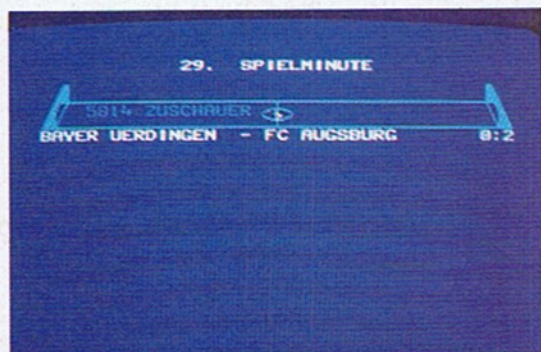 29. SPIELMINUTE
5814 ZUSCHAUER
BAYER UERDINGEN - FC AUGSBURG 0:2